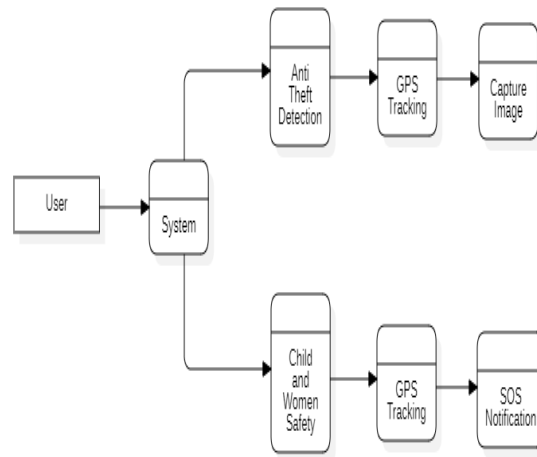 User
System
Anti
Theft
Detection
GPS
Tracking
Capture
Image
Child
and
Women
Safety
GPS
Tracking
SOS
Notification